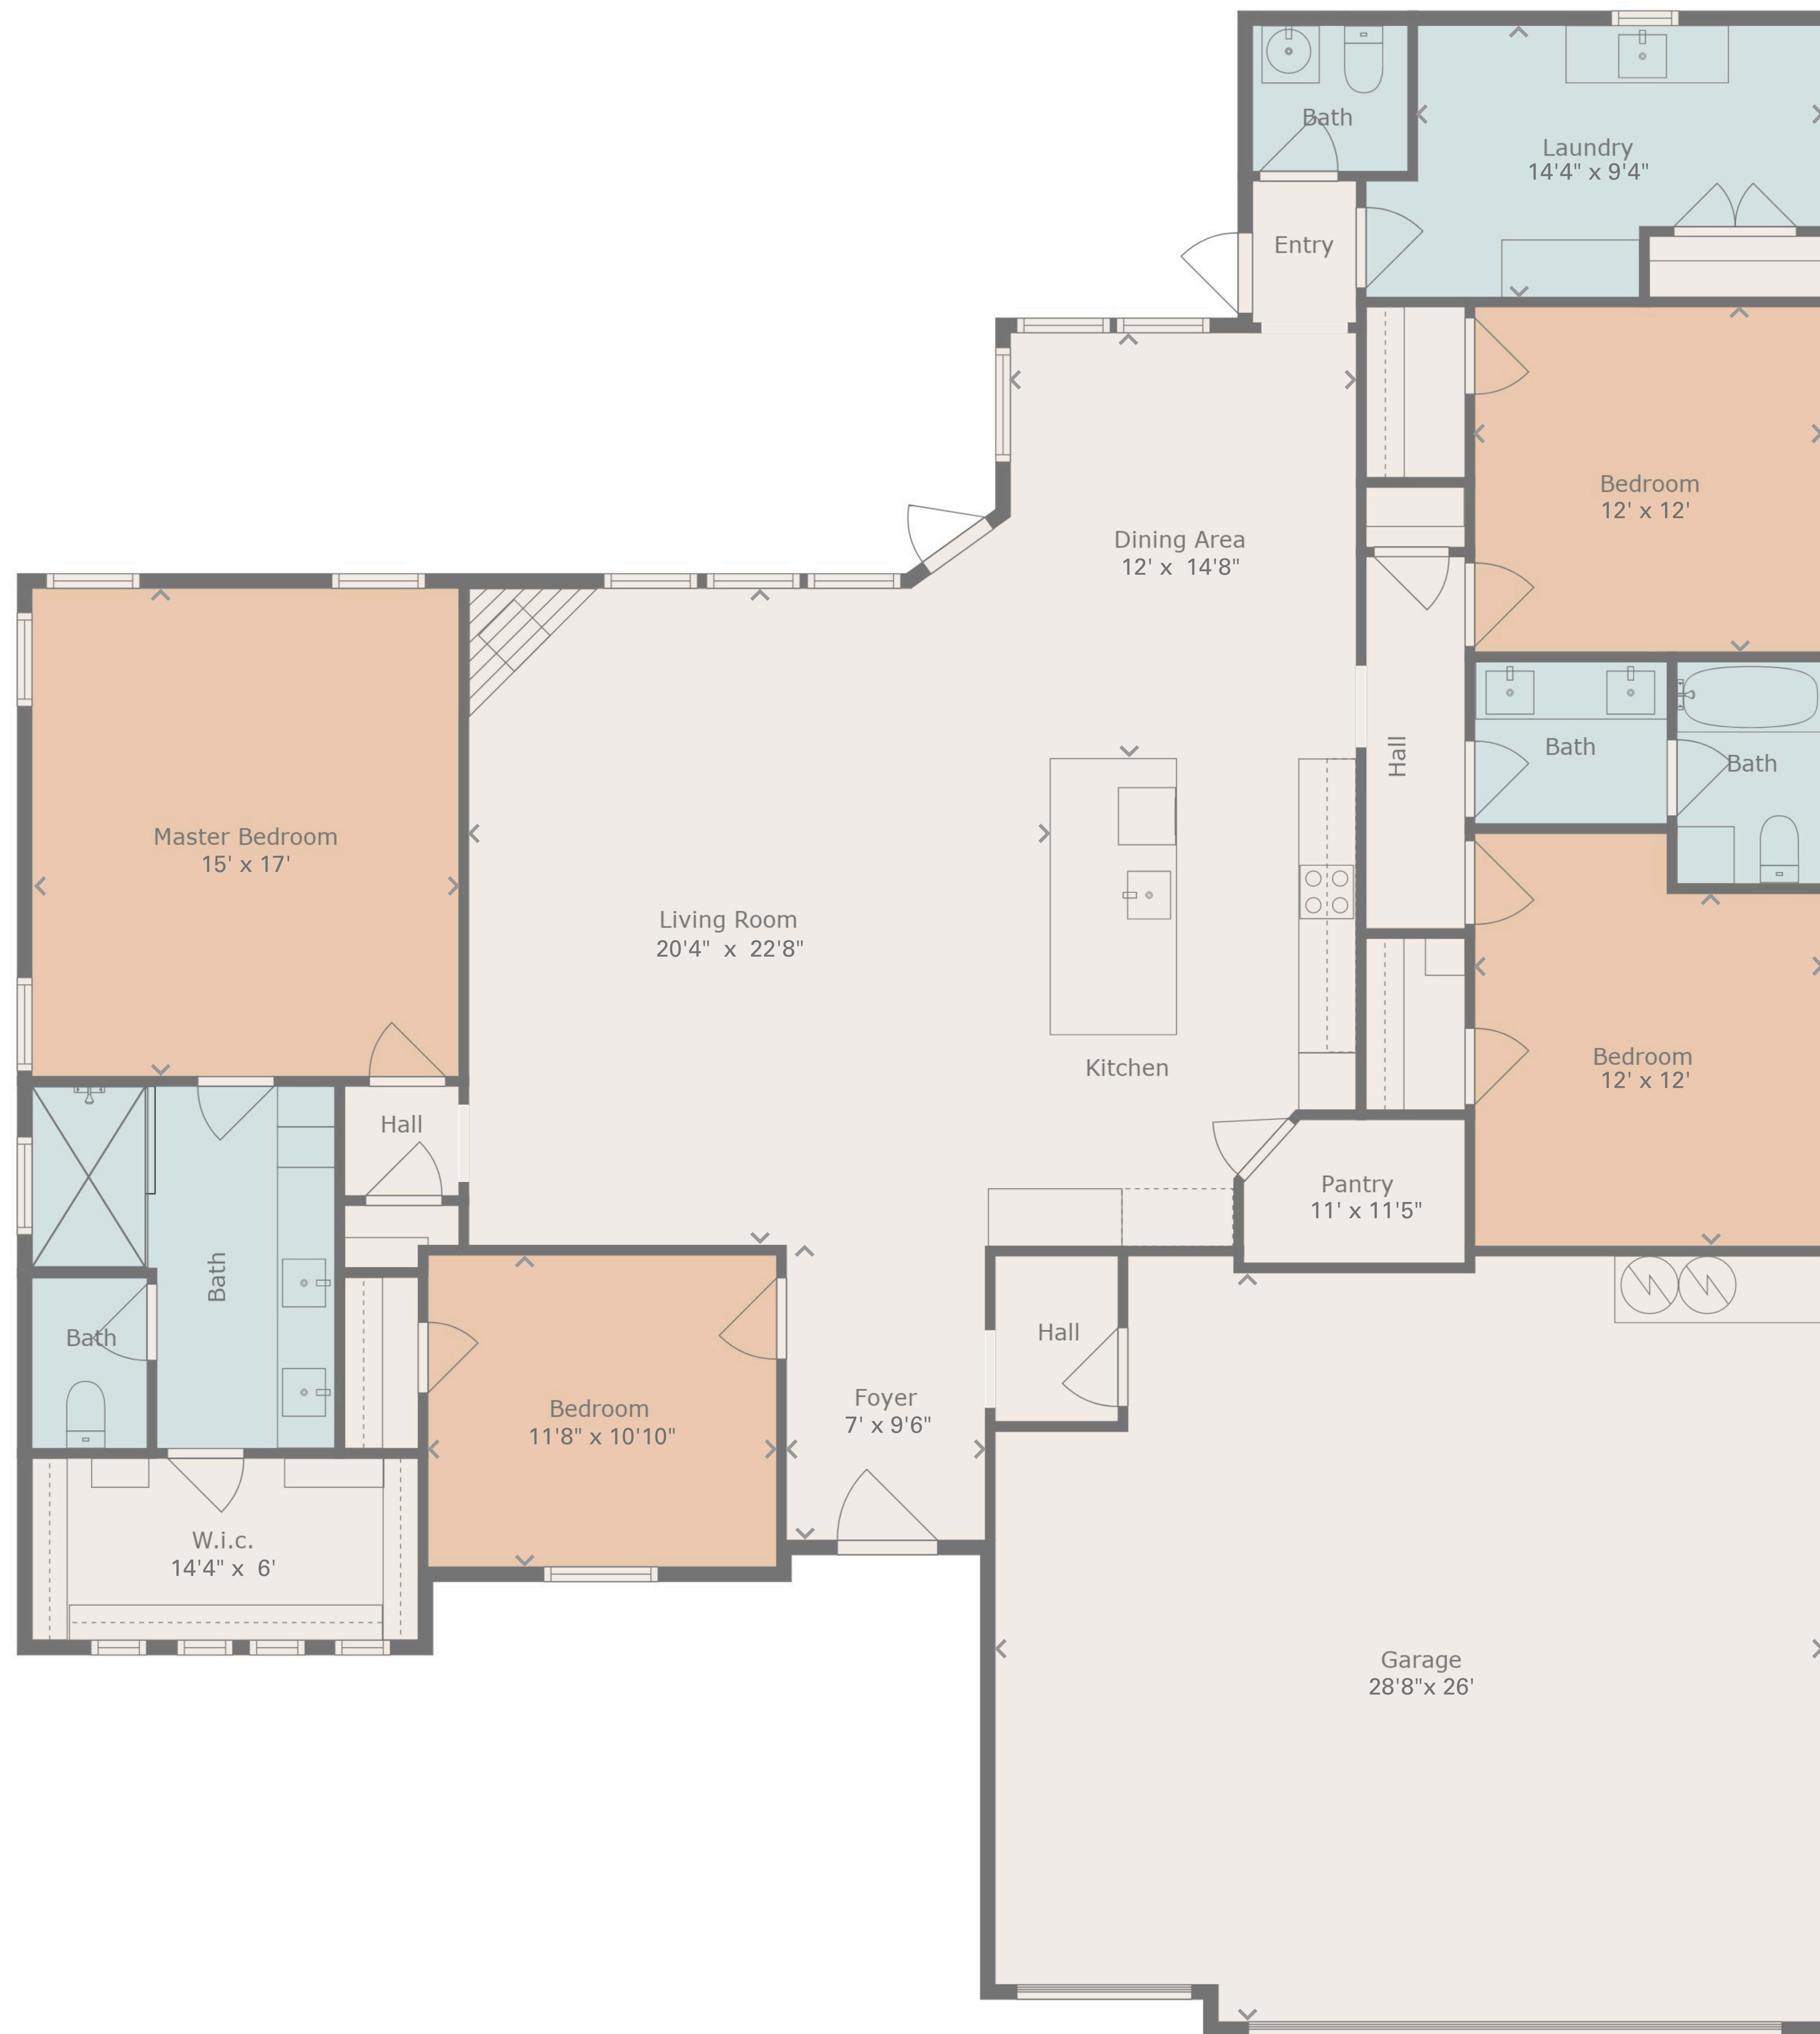 Bath
Laundry
14'4" x 9'4"
Entry
Bedroom
12' x 12'
Dining Area
12' x 14'8"
Hall
Bath
Bath
Master Bedroom
15' x 17'
Living Room
20'4" x 22'8"
Kitchen
Bedroom
12' x 12'
Hall
Pantry
11' x 11'5"
Bath
Bath
Hall
Foyer
7' x 9'6"
Bedroom
11'8" x 10'10"
W.i.c.
14'4" x 6'
Garage
28'8"x 26'